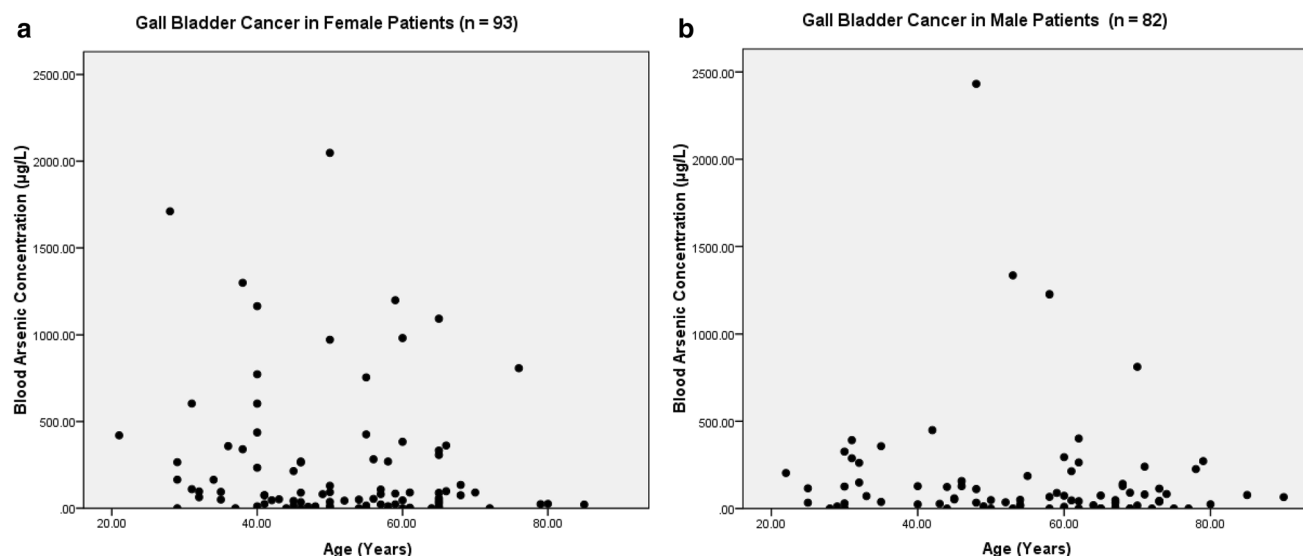 a
Gall Bladder Cancer in Female Patients (n = 93)
Blood Arsenic Concentration (µg/L)
2500.00
2000.00
1500.00
1000.00
500.00
.00
20.00 40.00 60.00 80.00
Age (Years)
b
Gall Bladder Cancer in Male Patients (n = 82)
Blood Arsenic Concentration (µg/L)
2500.00
2000.00
1500.00
1000.00
500.00
.00
20.00 40.00 60.00 80.00
Age (Years)